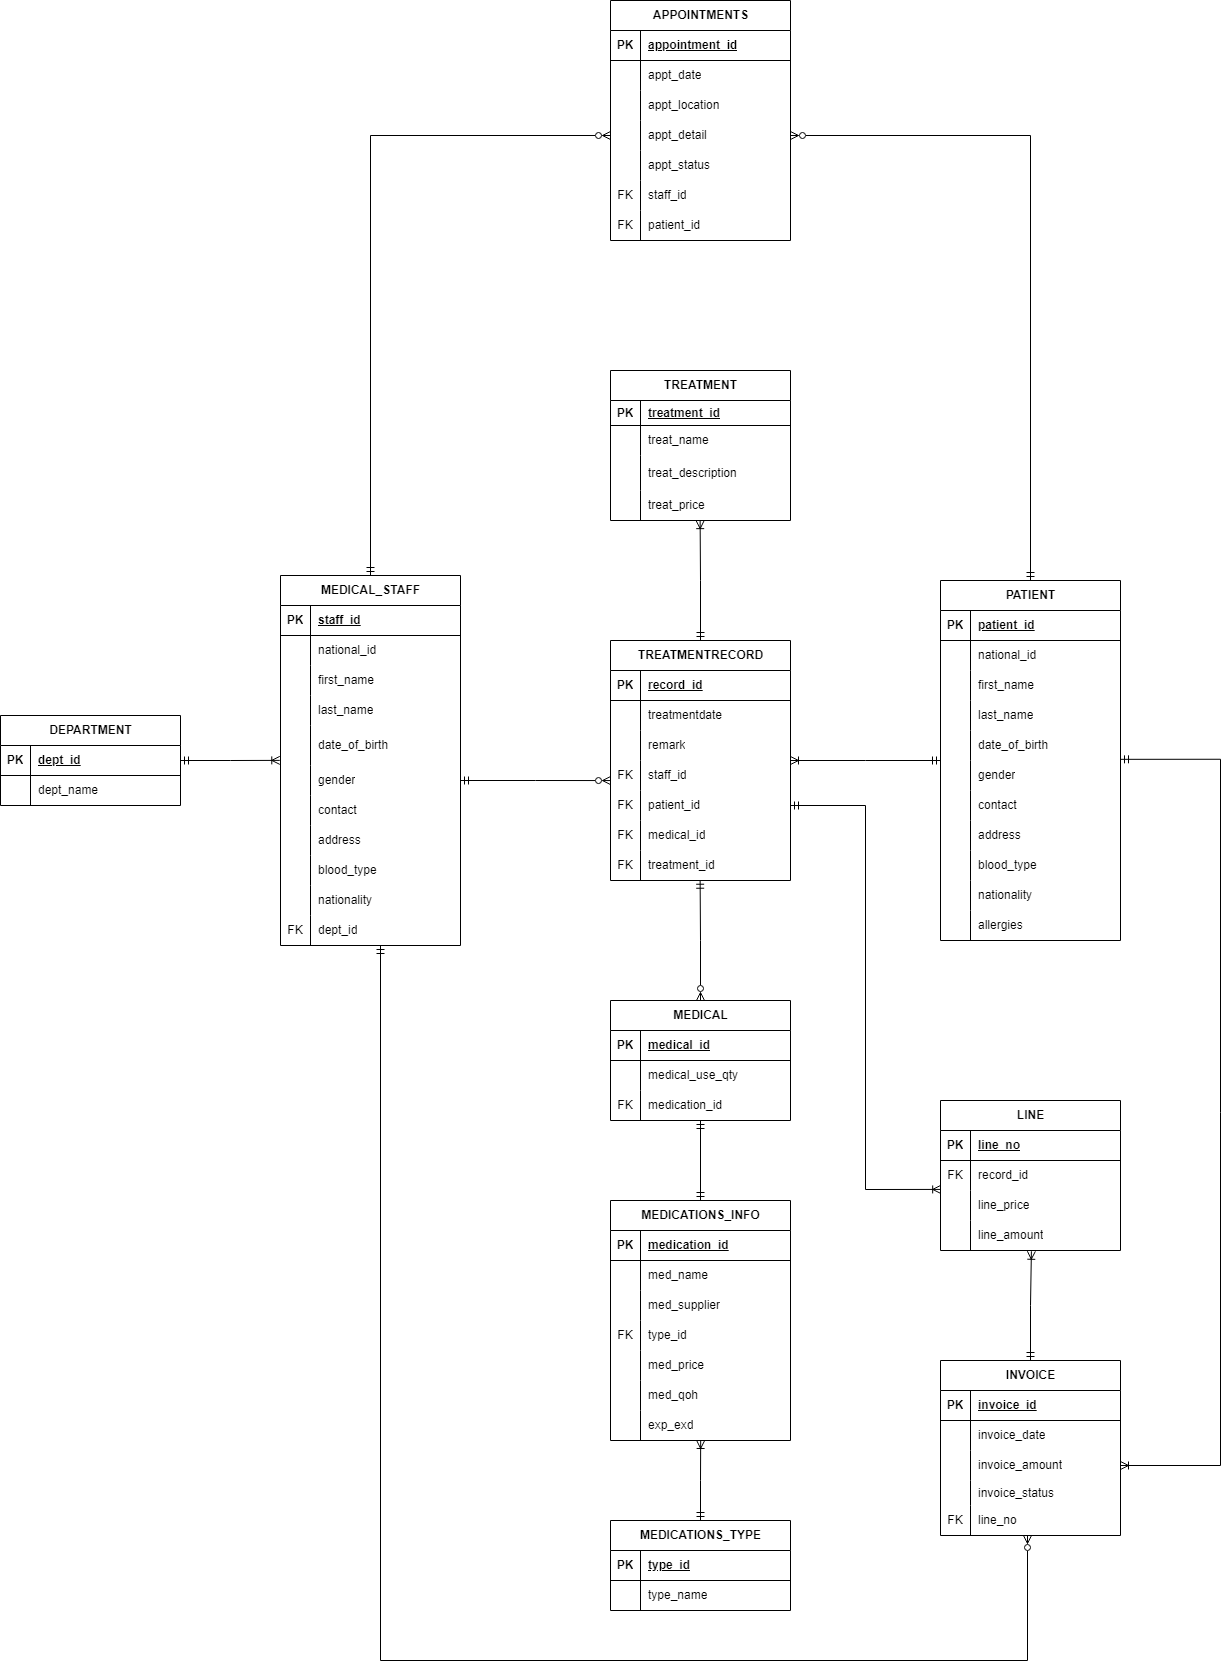 APPOINTMENTS
PK appointment_id
appt_date
appt_location
appt_detail
appt_status
FK staff_id
FK patient_id
TREATMENT
PK treatment_id
treat_name
treat_description
treat_price
MEDICAL_STAFF
PK staff_id
national_id
first_name
last_name
date_of_birth
gender
contact
address
blood_type
nationality
FK dept_id
PATIENT
PK patient_id
national_id
first_name
last_name
date_of_birth
gender
contact
address
blood_type
nationality
allergies
TREATMENTRECORD
PK record_id
treatmentdate
remark
FK staff_id
FK patient_id
FK medical_id
FK treatment_id
DEPARTMENT
PK dept_id
dept_name
MEDICAL
PK medical_id
medical_use_qty
FK medication_id
LINE
PK line_no
FK record_id
line_price
line_amount
MEDICATIONS_INFO
PK medication_id
med_name
med_supplier
FK type_id
med_price
med_qoh
exp_exd
INVOICE
PK invoice_id
invoice_date
invoice_amount
invoice_status
FK line_no
MEDICATIONS_TYPE
PK type_id
type_name